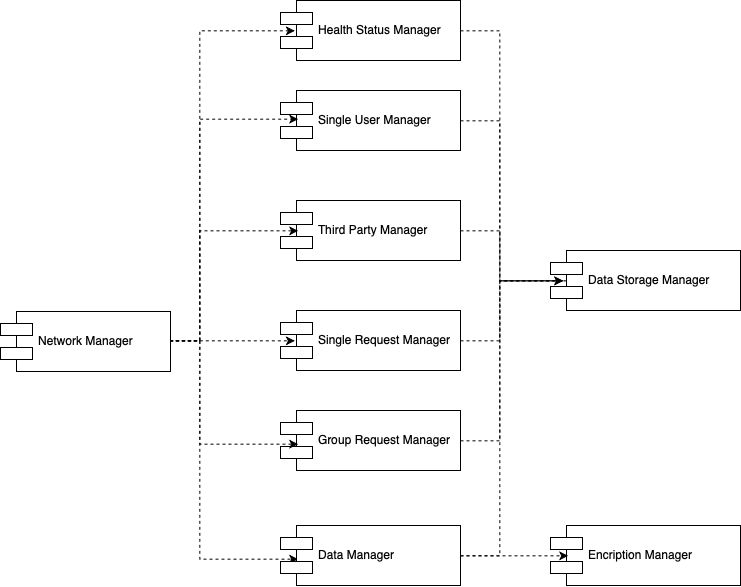 Health Status Manager
Single User Manager
Third Party Manager
Data Storage Manager
Network Manager
Single Request Manager
Group Request Manager
Data Manager
Encription Manager